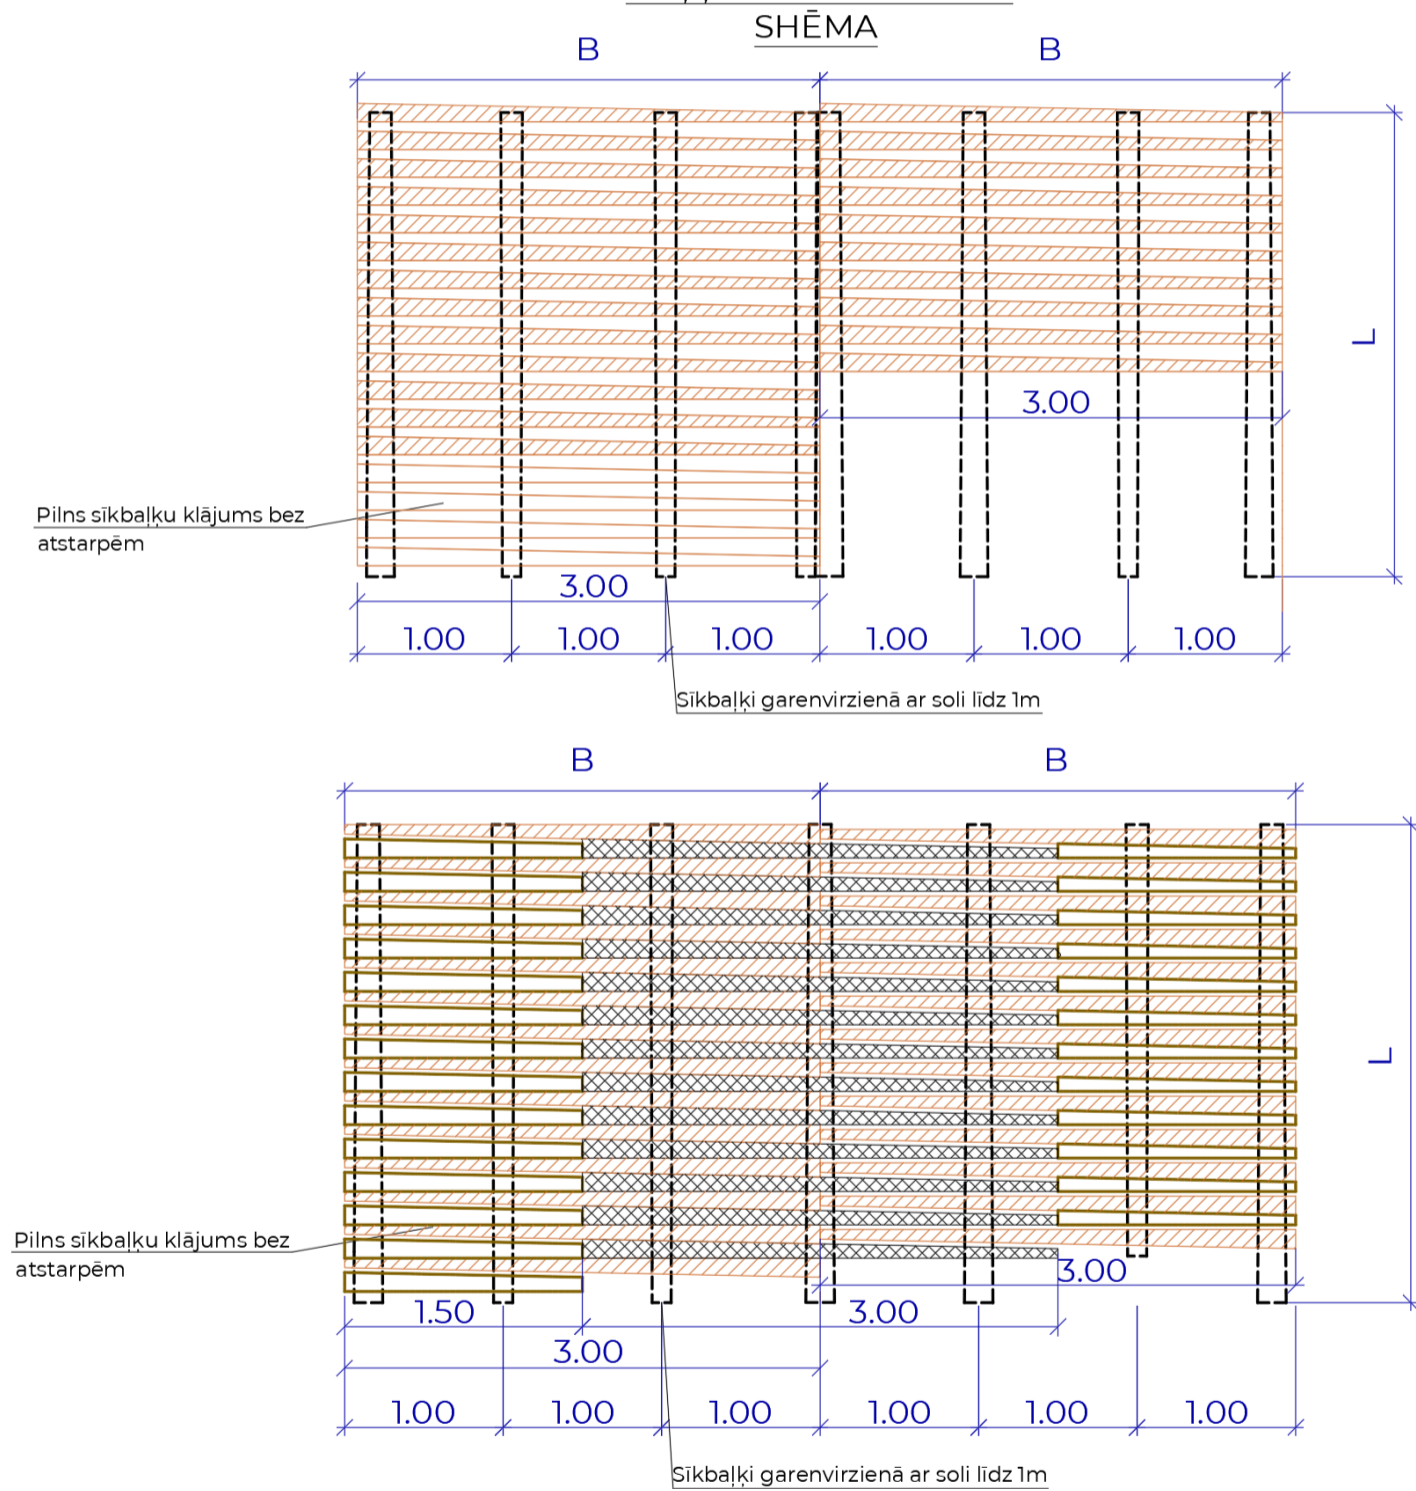 SHĒMA
B B
L
3.00
Pilns sīkbaļķu klājums bez
atstarpēm
3.00
1.00 1.00 1.00 1.00 1.00 1.00
Sīkbaļķi garenvirzienā ar soli līdz 1m
B B
L
Pilns sīkbaļķu klājums bez
atstarpēm
3.00
1.50 3.00
3.00
1.00 1.00 1.00 1.00 1.00 1.00
Sīkbaļķi garenvirzienā ar soli līdz 1m